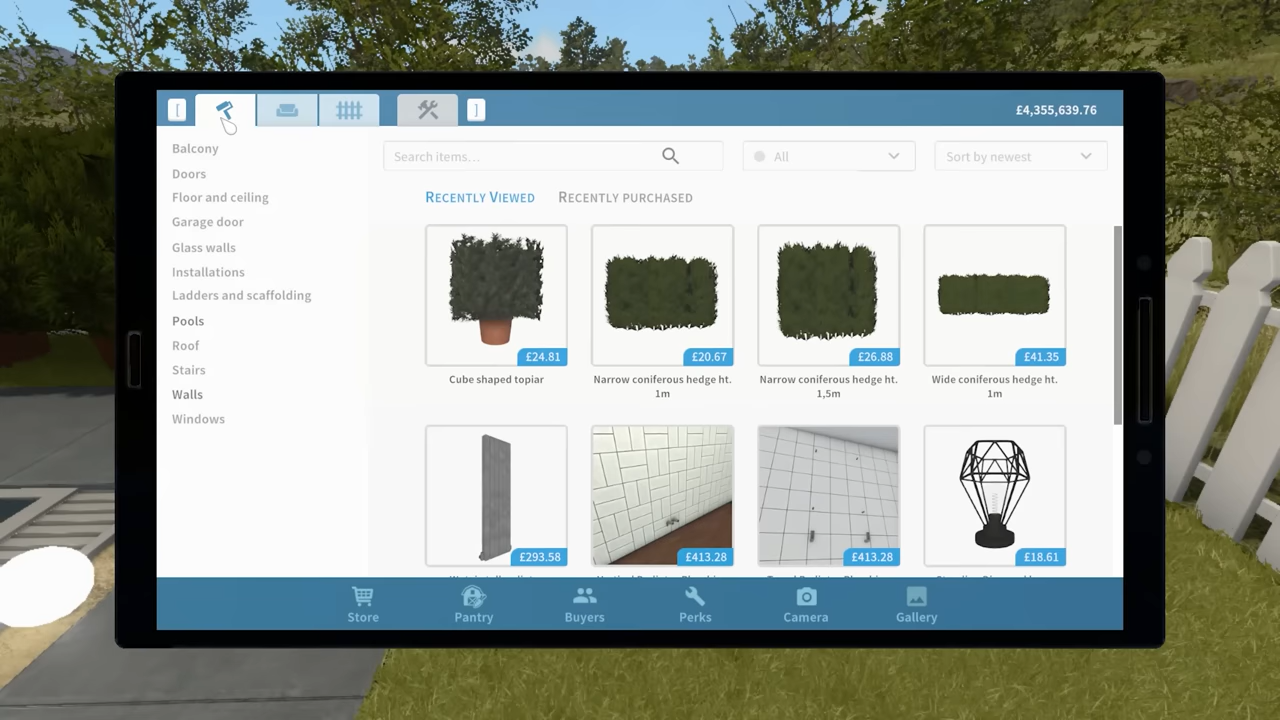 [
]
£4,355,639.76
Balcony
Doors
Floor and ceiling
Garage door
Glass walls
Installations
Ladders and scaffolding
Pools
Roof
Stairs
Walls
Windows
Search items...
All
Sort by newest
Recently Viewed
Recently purchased
£24.81
£20.67
£26.88
£41.35
Cube shaped topiar
Narrow coniferous hedge ht.
1m
Narrow coniferous hedge ht.
1,5m
Wide coniferous hedge ht.
1m
£293.58
£413.28
£413.28
£18.61
Store
Pantry
Buyers
Perks
Camera
Gallery